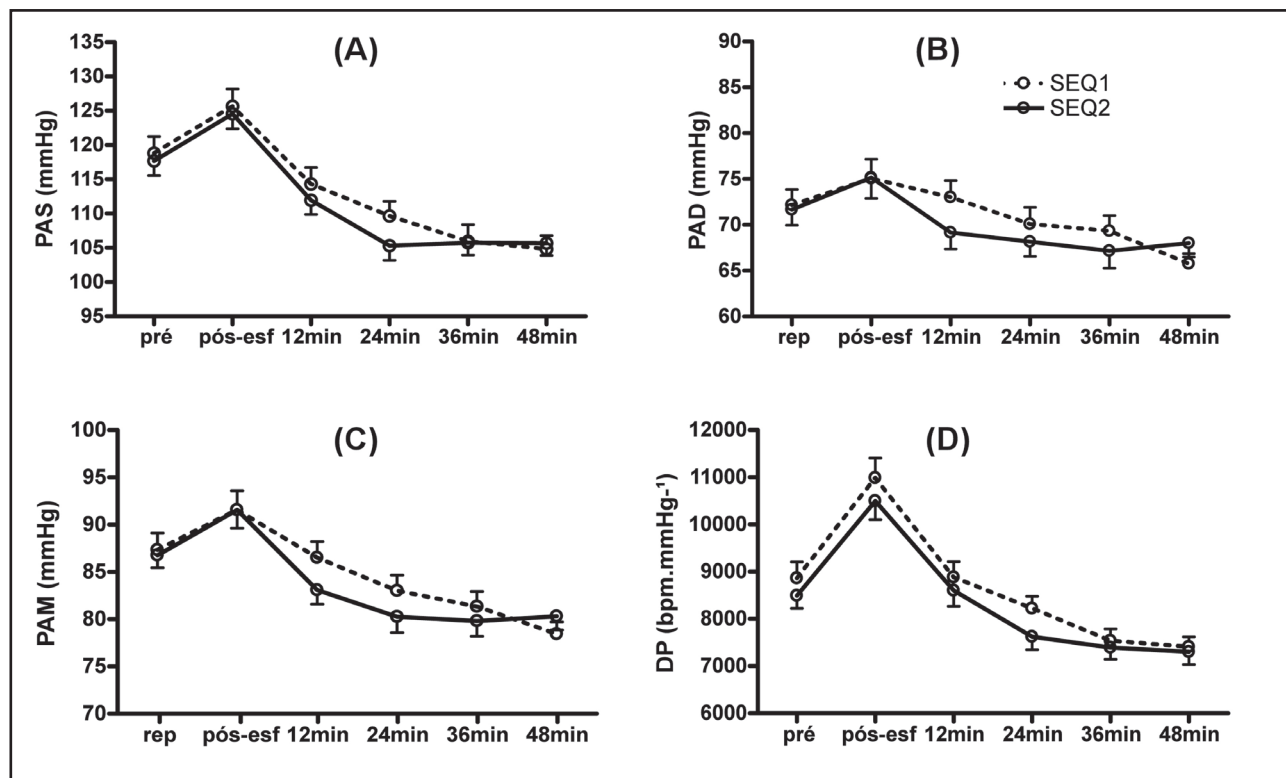 (A)
PAS (mmHg)
135
130
125
120
115
110
105
100
95
pré pós-esf 12min 24min 36min 48min
(B)
PAD (mmHg)
90
85
80
75
70
65
60
SEQ1
SEQ2
rep pós-esf 12min 24min 36min 48min
(C)
PAM (mmHg)
100
95
90
85
80
75
70
rep pós-esf 12min 24min 36min 48min
(D)
DP (bpm.mmHg-¹)
12000
11000
10000
9000
8000
7000
6000
pré pós-esf 12min 24min 36min 48min